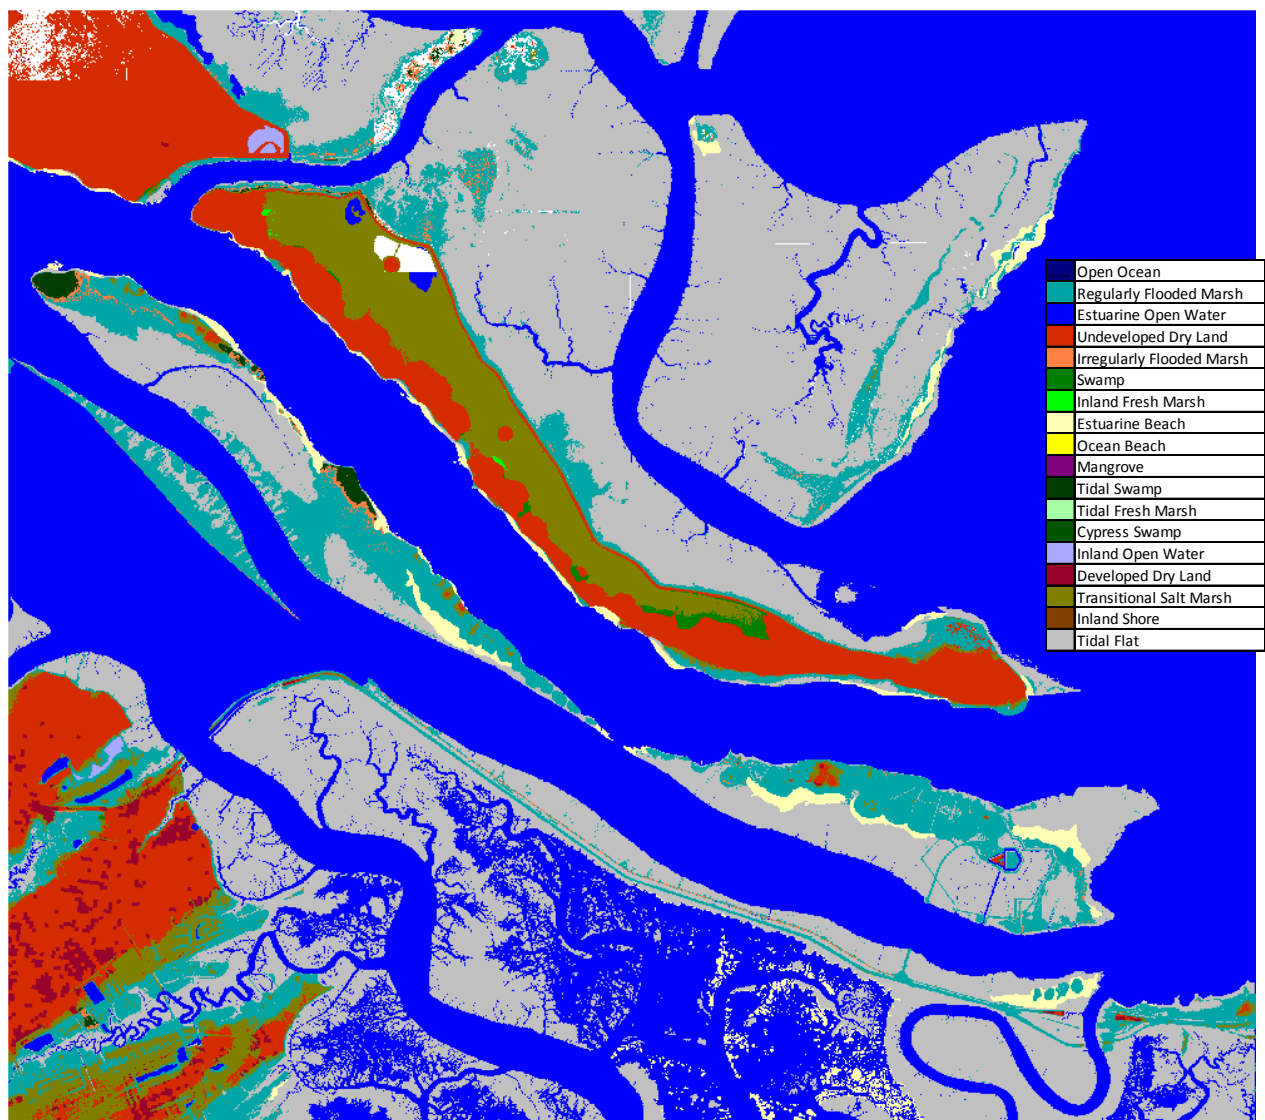 Open Ocean
Regularly Flooded Marsh
Estuarine Open Water
Undeveloped Dry Land
Irregularly Flooded Marsh
Swamp
Inland Fresh Marsh
Estuarine Beach
Ocean Beach
Mangrove
Tidal Swamp
Tidal Fresh Marsh
Cypress Swamp
Inland Open Water
Developed Dry Land
Transitional Salt Marsh
Inland Shore
Tidal Flat